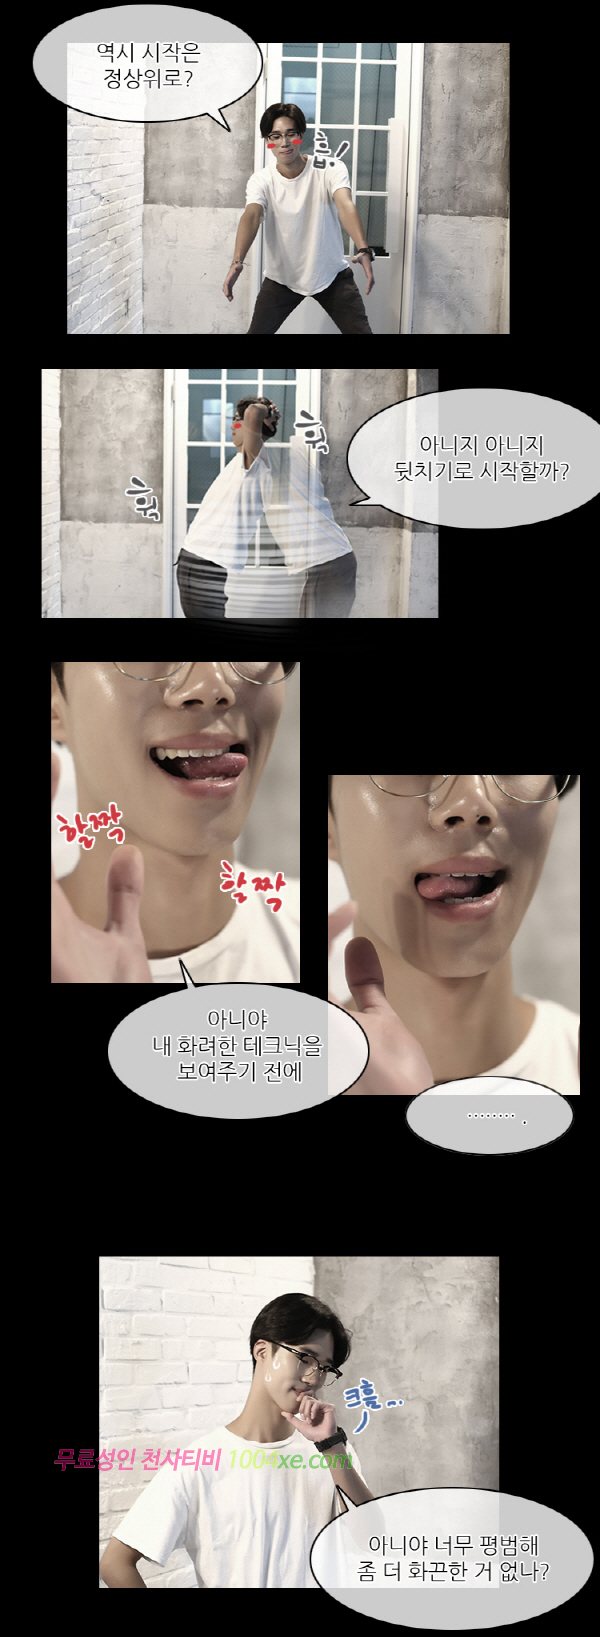 역시 시작은
정상위로?
흡!
훅
훅
아니지 아니지
뒷치기로 시작할까?
할짝
할짝
아니야
내 화려한 테크닉을
보여주기 전에
········ .
크흠...
무료성인 천사티비 1004xe.com
아니야 너무 평범해
좀 더 화끈한 거 없나?